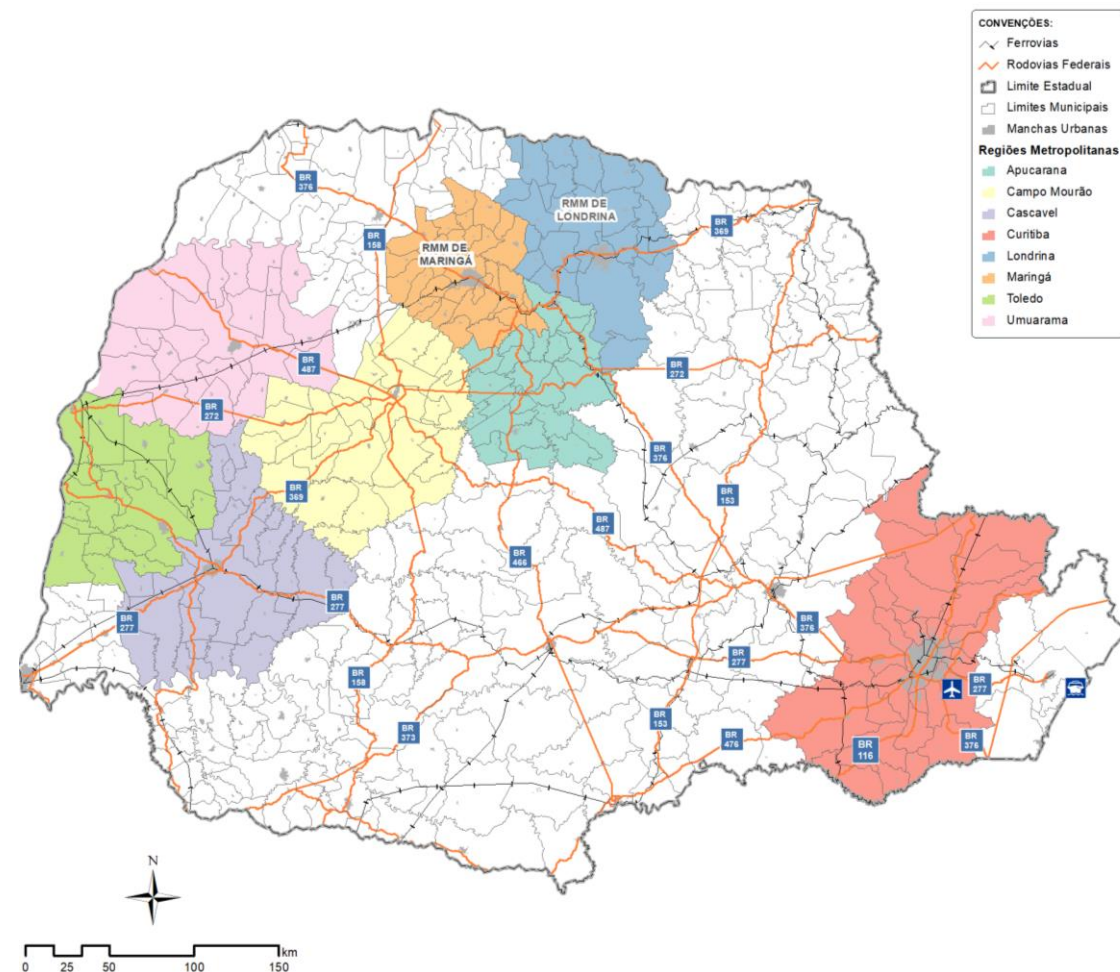 CONVENÇÕES:
Ferrovias
Rodovias Federais
Limite Estadual
Limites Municipais
Manchas Urbanas
Regiões Metropolitanas
Apucarana
Campo Mourão
Cascavel
Curitiba
Londrina
Maringá
Toledo
Umuarama
BR
376
RMM DE
LONDRINA
BR
369
BR
158
RMM DE
MARINGÁ
BR
487
BR
272
BR
272
BR
376
BR
369
BR
153
BR
487
BR
466
BR
277
BR
277
BR
376
BR
277
BR
158
BR
277
BR
153
BR
373
BR
476
BR
116
BR
376
N
km
0 25 50 100 150